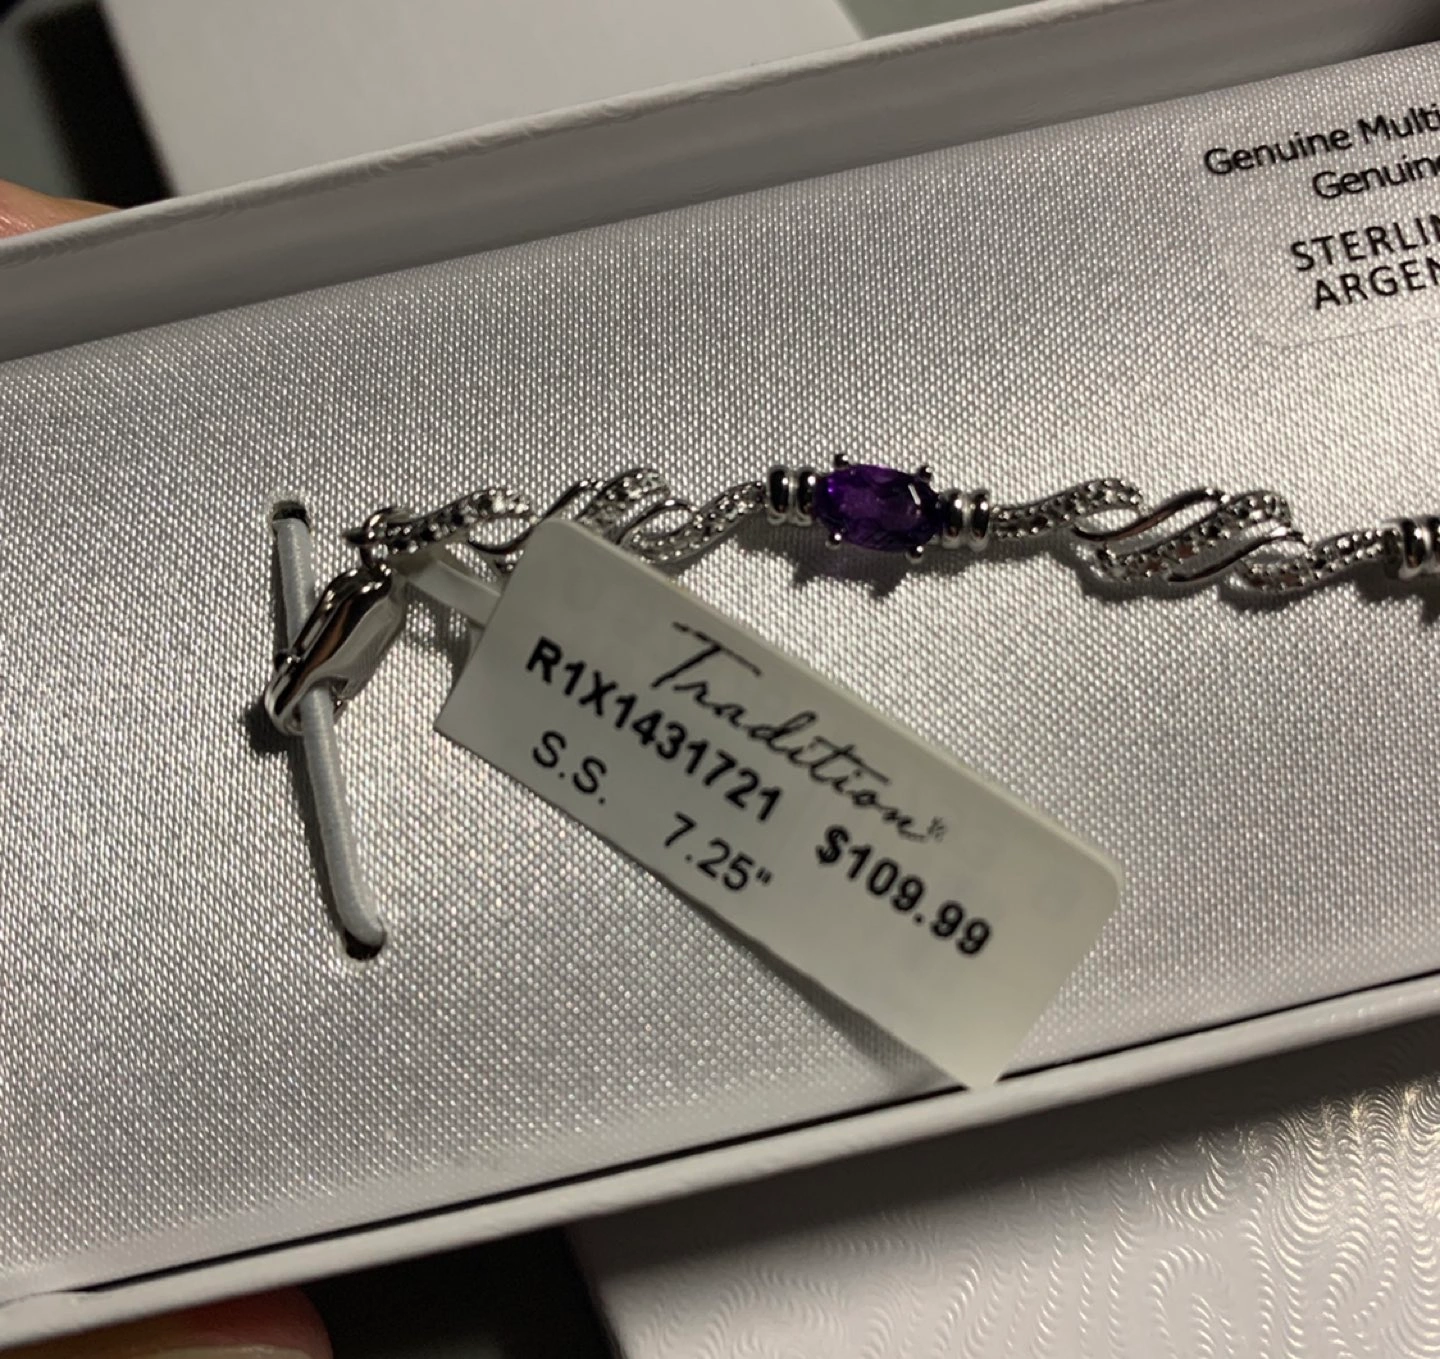 Genuine Multi
Genuine
STERLIN
ARGEN
Tradition®
R1X1431721 $109.99
S.S. 7.25"